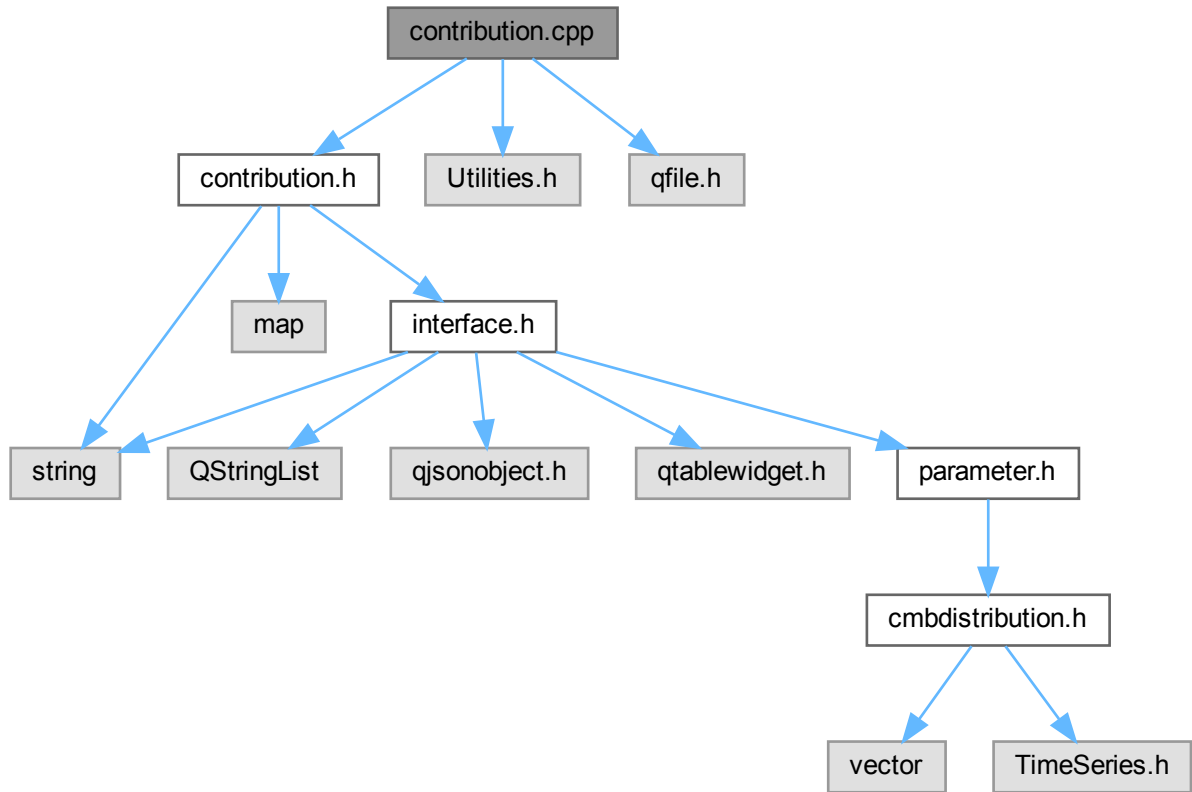 contribution.cpp
contribution.h
Utilities.h
qfile.h
map
interface.h
string
QStringList
qjsonobject.h
qtablewidget.h
parameter.h
cmbdistribution.h
vector
TimeSeries.h